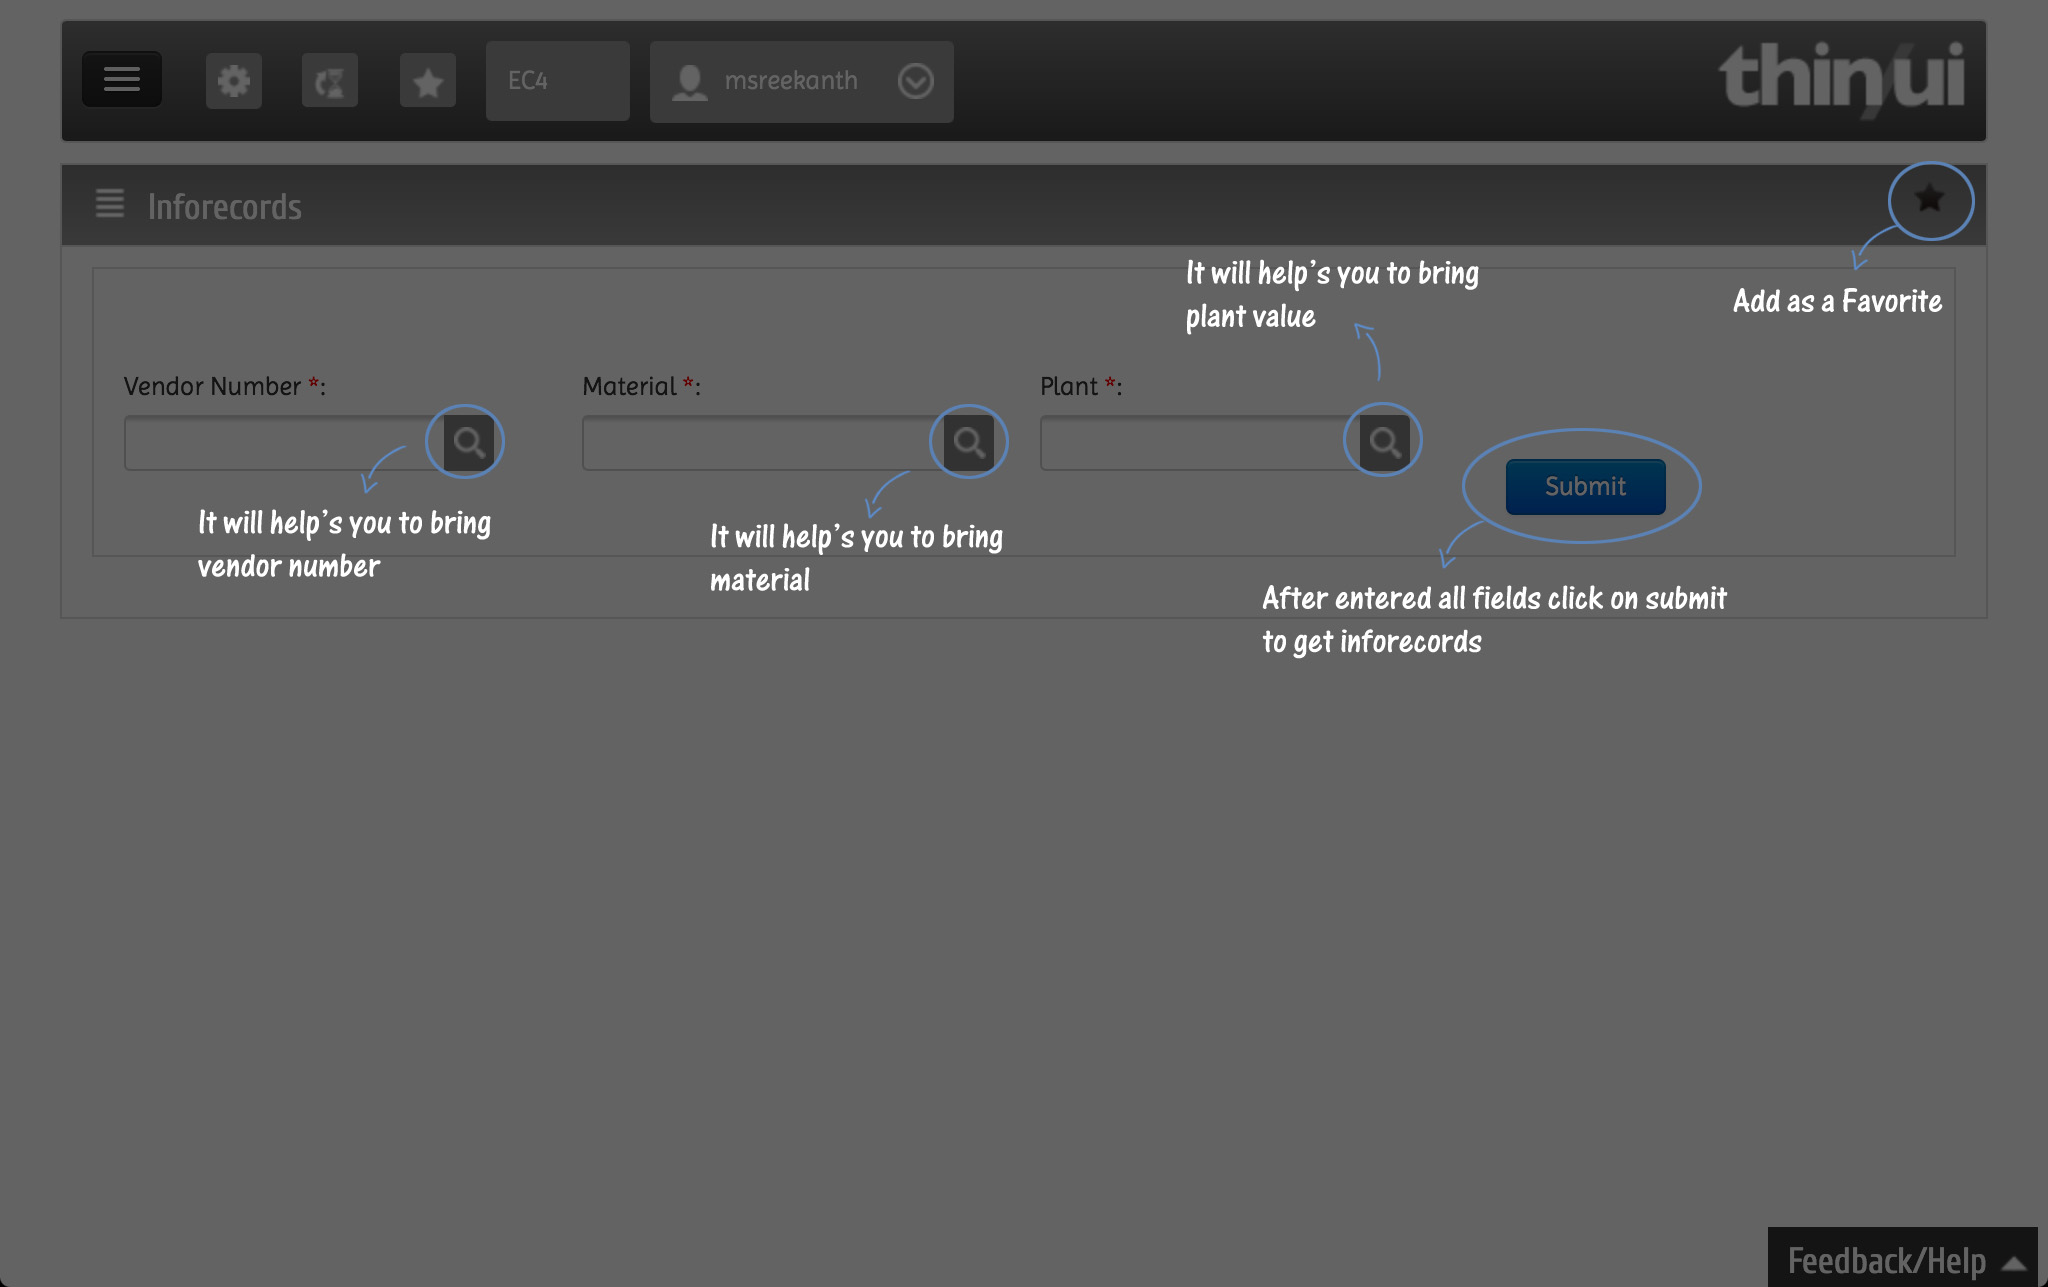 EC4
msreekanth
thin/ui
Inforecords
It will help's you to bring
plant value
Add as a Favorite
Vendor Number *:
Material *:
Plant *:
Submit
It will help's you to bring
vendor number
It will help's you to bring
material
After entered all fields click on submit
to get inforecords
Feedback/Help